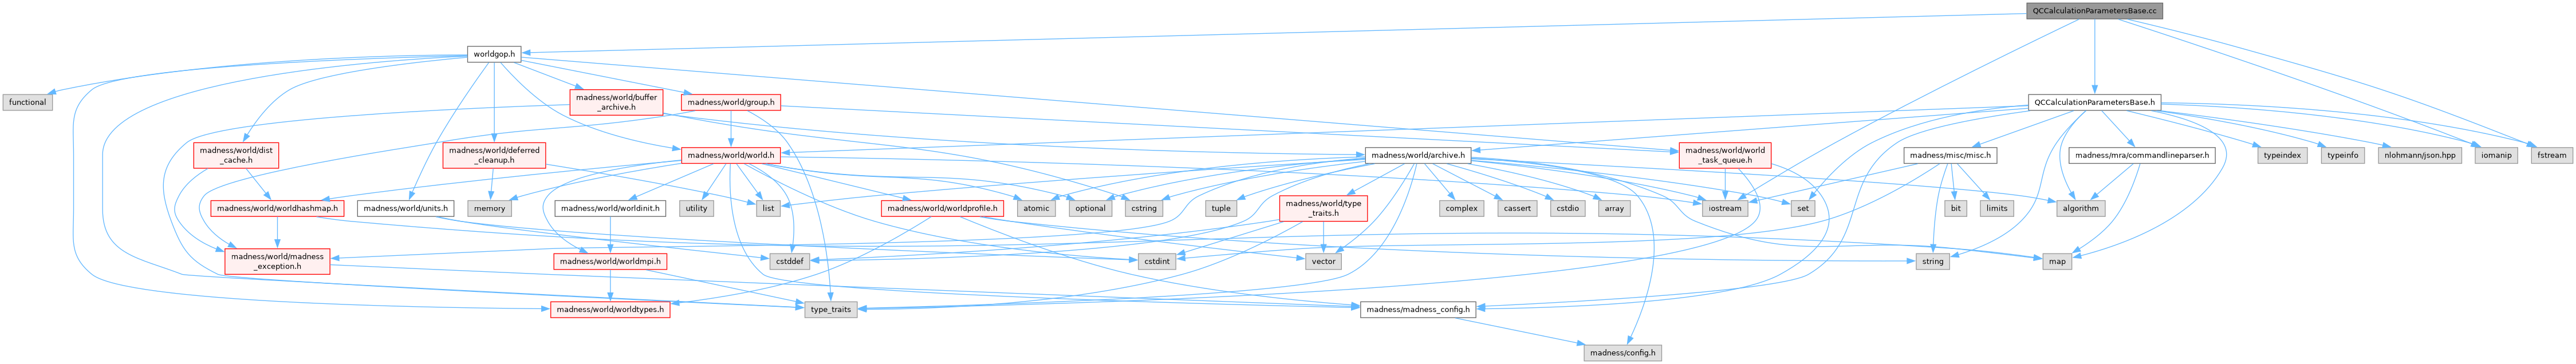 QCCalculationParametersBase.cc
worldgop.h
functional
madness/world/buffer
_archive.h
madness/world/group.h
QCCalculationParametersBase.h
madness/world/dist
_cache.h
madness/world/deferred
_cleanup.h
madness/world/world.h
madness/world/archive.h
madness/world/world
_task_queue.h
madness/misc/misc.h
madness/mra/commandlineparser.h
typeindex
typeinfo
nlohmann/json.hpp
iomanip
fstream
madness/world/worldhashmap.h
madness/world/units.h
memory
madness/world/worldinit.h
utility
list
madness/world/worldprofile.h
atomic
optional
cstring
tuple
madness/world/type
_traits.h
complex
cassert
cstdio
array
iostream
set
bit
limits
algorithm
madness/world/madness
_exception.h
madness/world/worldmpi.h
cstddef
cstdint
vector
string
map
madness/world/worldtypes.h
type_traits
madness/madness_config.h
madness/config.h